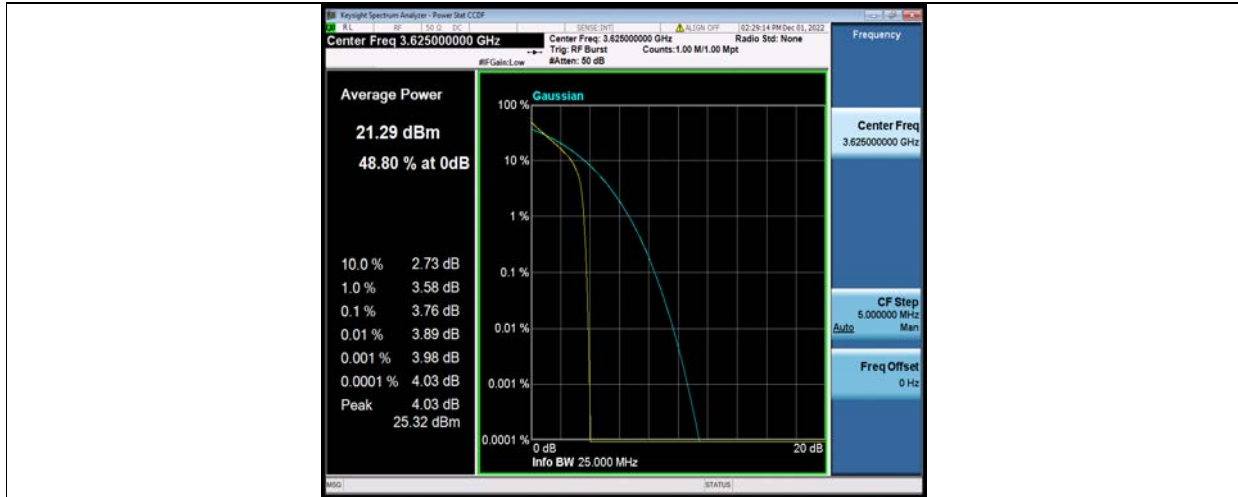 Keysight Spectrum Analyzer - Power Stat CCDF
RL RF 50 Ω DC SENSE:INT ALIGN OFF 02:29:14 PM Dec 01, 2022
Center Freq 3.625000000 GHz
Center Freq: 3.625000000 GHz Radio Std: None
Trig: RF Burst Counts:1.00 M/1.00 Mpt
#IFGain:Low #Atten: 50 dB
Frequency
Average Power
21.29 dBm
48.80 % at 0dB
10.0 % 2.73 dB
1.0 % 3.58 dB
0.1 % 3.76 dB
0.01 % 3.89 dB
0.001 % 3.98 dB
0.0001 % 4.03 dB
Peak 4.03 dB
25.32 dBm
Gaussian
100 %
10 %
1 %
0.1 %
0.01 %
0.001 %
0.0001 %
0 dB 20 dB
Info BW 25.000 MHz
Center Freq
3.625000000 GHz
CF Step
5.000000 MHz
Auto Man
Freq Offset
0 Hz
MSG STATUS